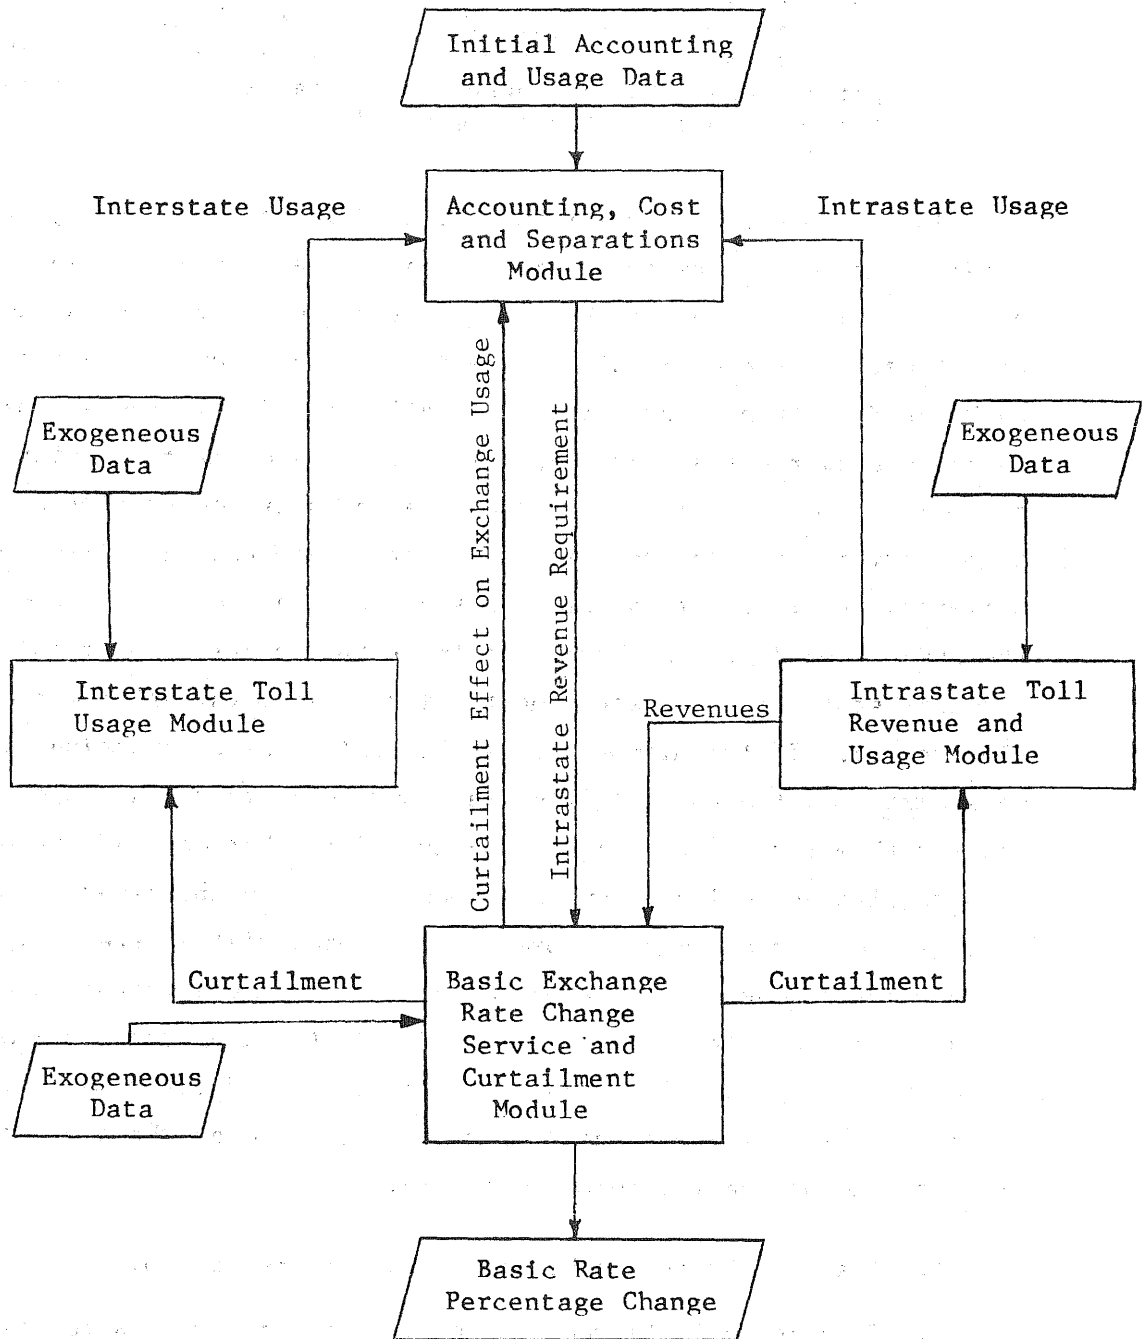 Initial Accounting
and Usage Data
Interstate Usage
Accounting, Cost
and Separations
Module
Intrastate Usage
Exogeneous
Data
Curtailment Effect on Exchange Usage
Intrastate Revenue Requirement
Exogeneous
Data
Interstate Toll
Usage Module
Revenues
Intrastate Toll
Revenue and
Usage Module
Curtailment
Basic Exchange
Rate Change
Service and
Curtailment
Module
Curtailment
Exogeneous
Data
Basic Rate
Percentage Change